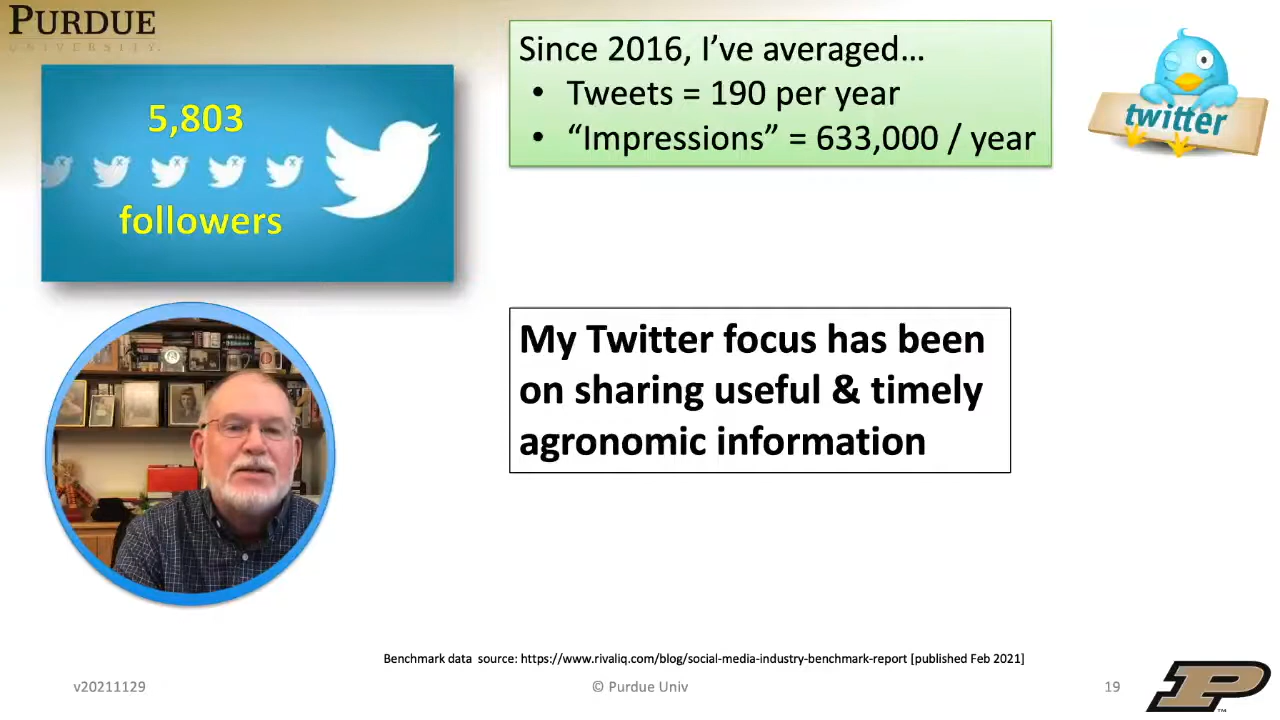 PURDUE
UNIVERSITY
5,803
followers
Since 2016, I’ve averaged…
• Tweets = 190 per year
• “Impressions” = 633,000 / year
twitter
My Twitter focus has been
on sharing useful & timely
agronomic information
Benchmark data source: https://www.rivaliq.com/blog/social-media-industry-benchmark-report [published Feb 2021]
v20211129
© Purdue Univ
19
P
TM